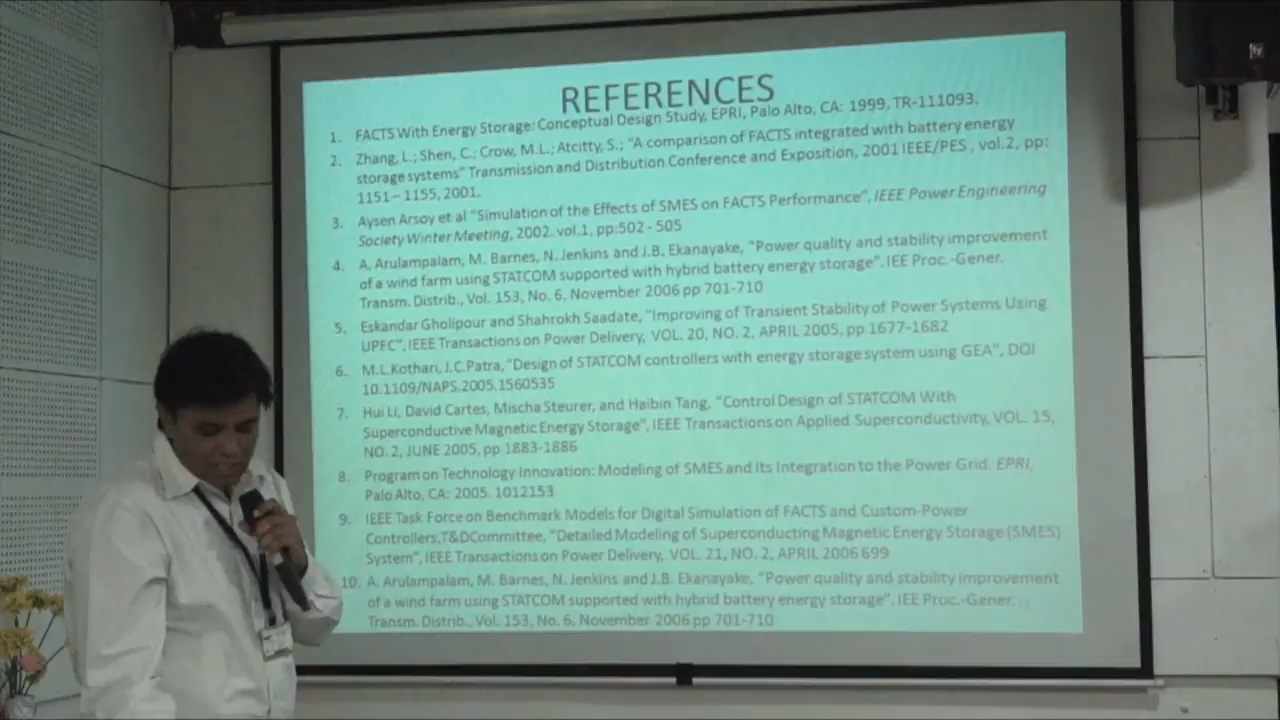 REFERENCES
1. FACTS With Energy Storage: Conceptual Design Study, EPRI, Palo Alto, CA: 1999. TR-111093.
2. Zhang, L.; Shen, C.; Crow, M.L.; Atcitty, S.; "A comparison of FACTS integrated with battery energy
storage systems" Transmission and Distribution Conference and Exposition, 2001 IEEE/PES , vol.2, pp:
1151 – 1155, 2001.
3. Aysen Arsoy et al "Simulation of the Effects of SMES on FACTS Performance", IEEE Power Engineering
Society Winter Meeting, 2002. vol.1, pp:502 - 505
4. A. Arulampalam, M. Barnes, N. Jenkins and J.B. Ekanayake, "Power quality and stability improvement
of a wind farm using STATCOM supported with hybrid battery energy storage". IEE Proc.-Gener.
Transm. Distrib., Vol. 153, No. 6, November 2006 pp 701-710
5. Eskandar Gholipour and Shahrokh Saadate, "Improving of Transient Stability of Power Systems Using
UPFC", IEEE Transactions on Power Delivery, VOL. 20, NO. 2, APRIL 2005, pp 1677-1682
6. M.L.Kothari, J.C.Patra, "Design of STATCOM controllers with energy storage system using GEA", DOI
10.1109/NAPS.2005.1560535
7. Hui Li, David Cartes, Mischa Steurer, and Haibin Tang, "Control Design of STATCOM With
Superconductive Magnetic Energy Storage", IEEE Transactions on Applied Superconductivity, VOL. 15,
NO. 2, JUNE 2005, pp 1883-1886
8. Program on Technology Innovation: Modeling of SMES and its Integration to the Power Grid. EPRI,
Palo Alto, CA: 2005. 1012153
9. IEEE Task Force on Benchmark Models for Digital Simulation of FACTS and Custom-Power
Controllers,T&DCommittee, "Detailed Modeling of Superconducting Magnetic Energy Storage (SMES)
System", IEEE Transactions on Power Delivery, VOL. 21, NO. 2, APRIL 2006 699
10. A. Arulampalam, M. Barnes, N. Jenkins and J.B. Ekanayake, "Power quality and stability improvement
of a wind farm using STATCOM supported with hybrid battery energy storage". IEE Proc.-Gener.
Transm. Distrib., Vol. 153, No. 6, November 2006 pp 701-710